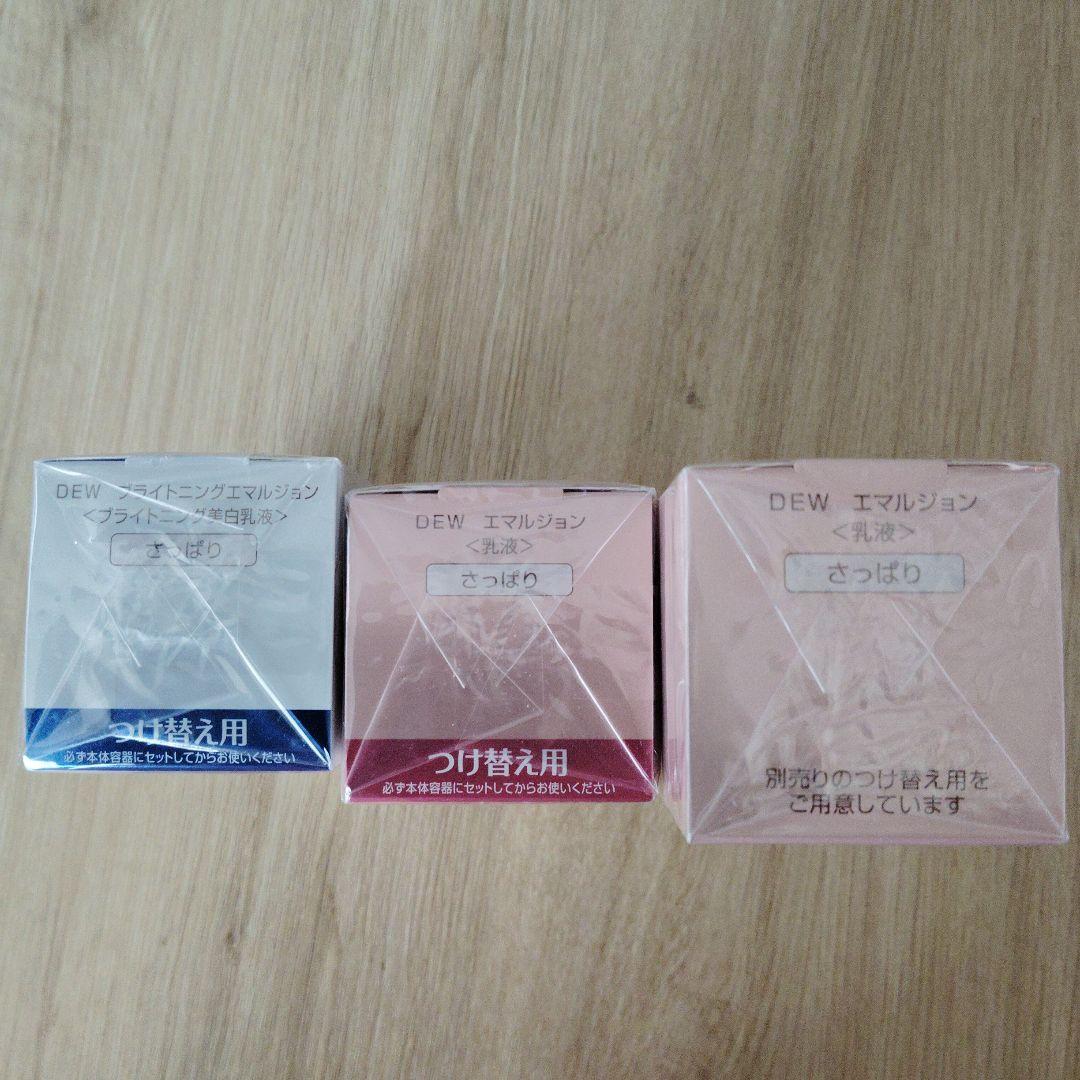 DEW ブライトニングエマルジョン
<ブライトニング美白乳液>
さっぱり
つけ替え用
必ず本体容器にセットしてからお使いください
DEW エマルジョン
<乳液>
さっぱり
つけ替え用
必ず本体容器にセットしてからお使いください
DEW エマルジョン
<乳液>
さっぱり
別売りのつけ替え用を
ご用意しています